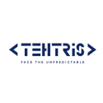 <TEHTRIS>
FACE THE UNPREDICTABLE